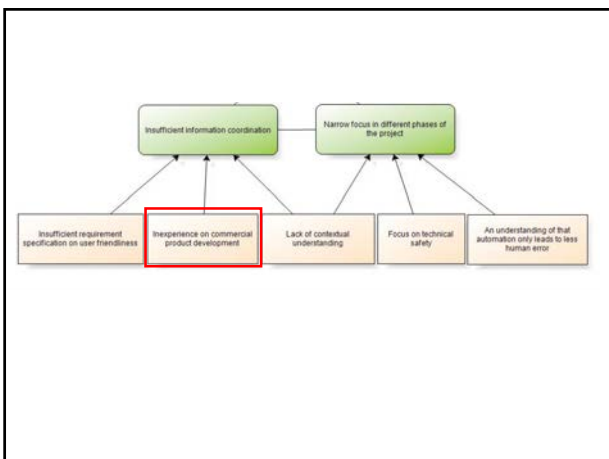 Insufficient information coordination
Narrow focus in different phases of
the project
Insufficient requirement
specification on user friendliness
Inexperience on commercial
product development
Lack of contextual
understanding
Focus on technical
safety
An understanding of that
automation only leads to less
human error